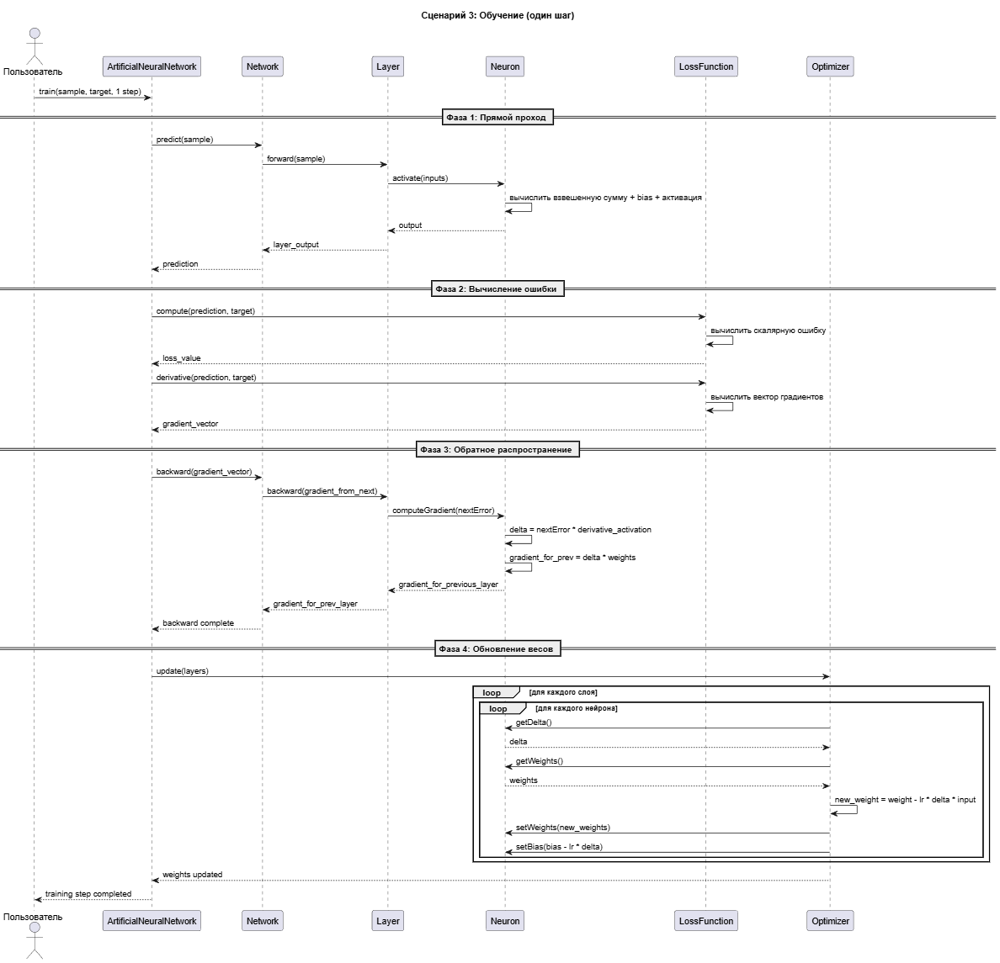 Сценарий 3: Обучение (один шаг)
Пользователь
ArtificialNeuralNetwork
Network
Layer
Neuron
LossFunction
Optimizer
train(sample, target, 1 step)
Фаза 1: Прямой проход
predict(sample)
forward(sample)
activate(inputs)
вычислить взвешенную сумму + bias + активация
output
layer_output
prediction
Фаза 2: Вычисление ошибки
compute(prediction, target)
вычислить скалярную ошибку
loss_value
derivative(prediction, target)
вычислить вектор градиентов
gradient_vector
Фаза 3: Обратное распространение
backward(gradient_vector)
backward(gradient_from_next)
computeGradient(nextError)
delta = nextError * derivative_activation
gradient_for_prev = delta * weights
gradient_for_previous_layer
gradient_for_prev_layer
backward complete
Фаза 4: Обновление весов
update(layers)
loop [для каждого слоя]
loop [для каждого нейрона]
getDelta()
delta
getWeights()
weights
new_weight = weight - lr * delta * input
setWeights(new_weights)
setBias(bias - lr * delta)
weights updated
training step completed
Пользователь
ArtificialNeuralNetwork
Network
Layer
Neuron
LossFunction
Optimizer